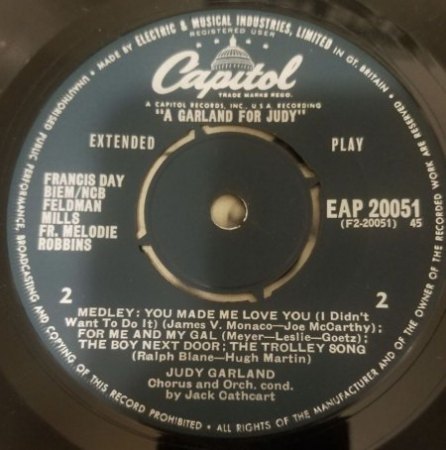 MADE BY ELECTRIC & MUSICAL INDUSTRIES, LIMITED IN GT. BRITAIN.
REGISTERED USER
Capitol
TRADE MARKS REGD.
A CAPITOL RECORDS, INC., U.S.A. RECORDING
"A GARLAND FOR JUDY"
EXTENDED PLAY
FRANCIS DAY
BIEM/NCB
FELDMAN
MILLS
FR. MELODIE
ROBBINS
EAP 20051
(F2-20051) 45
2 2
MEDLEY: YOU MADE ME LOVE YOU (I Didn't
Want To Do It) (James V. Monaco—Joe McCarthy);
FOR ME AND MY GAL (Meyer—Leslie—Goetz);
THE BOY NEXT DOOR; THE TROLLEY SONG
(Ralph Blane—Hugh Martin)
JUDY GARLAND
Chorus and Orch. cond.
by Jack Cathcart
ALL RIGHTS OF THE MANUFACTURER AND OF THE OWNER OF THE RECORDED WORK ARE RESERVED
UNAUTHORISED PUBLIC PERFORMANCE, BROADCASTING AND COPYING OF THIS RECORD PROHIBITED •